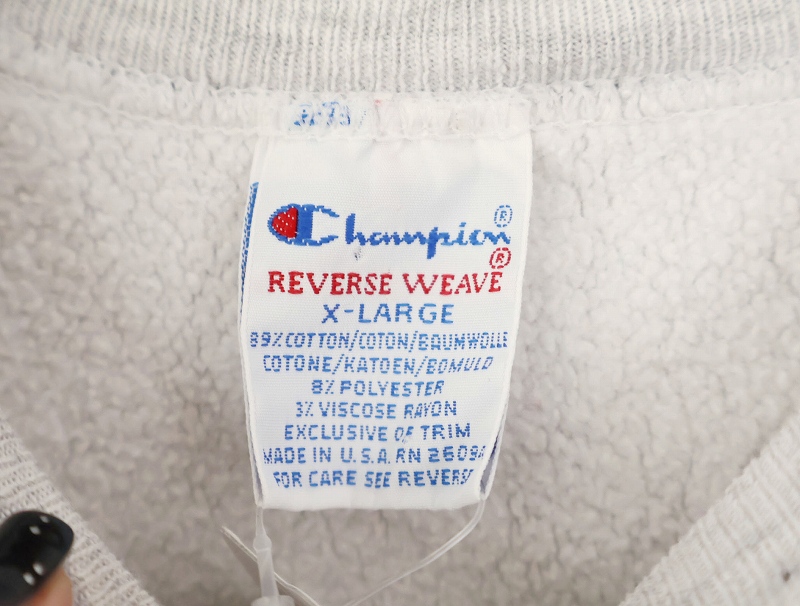 Champion®
REVERSE WEAVE®
X-LARGE
89% COTTON/COTON/BAUMWOLLE
COTONE/KATOEN/BOMULD
8% POLYESTER
3% VISCOSE RAYON
EXCLUSIVE OF TRIM
MADE IN U.S.A. RN 26094
FOR CARE SEE REVERSE